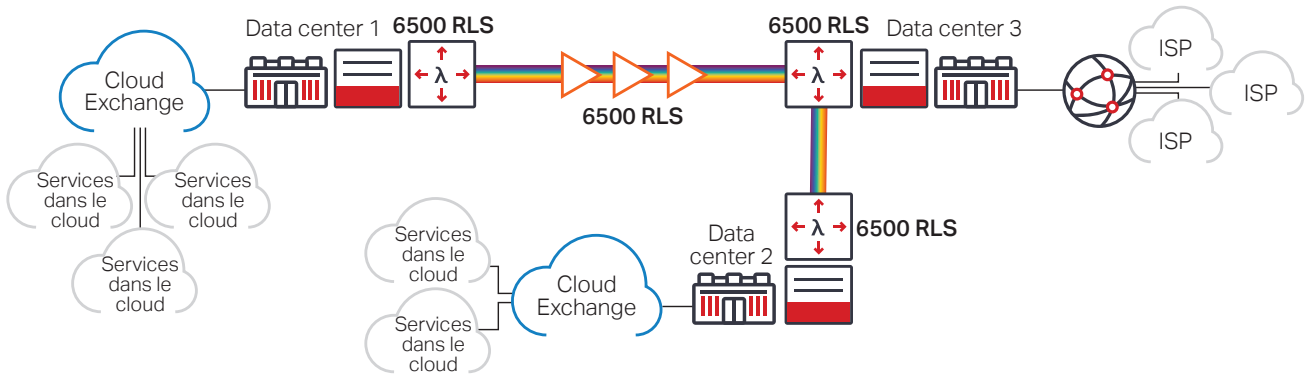 Data center 1
6500 RLS
6500 RLS
Data center 3
ISP
ISP
ISP
Cloud
Exchange
λ
λ
6500 RLS
Services
dans le
cloud
Services
dans le
cloud
Services
dans le
cloud
λ
6500 RLS
Data
center 2
Services
dans le
cloud
Cloud
Exchange
Services
dans le
cloud